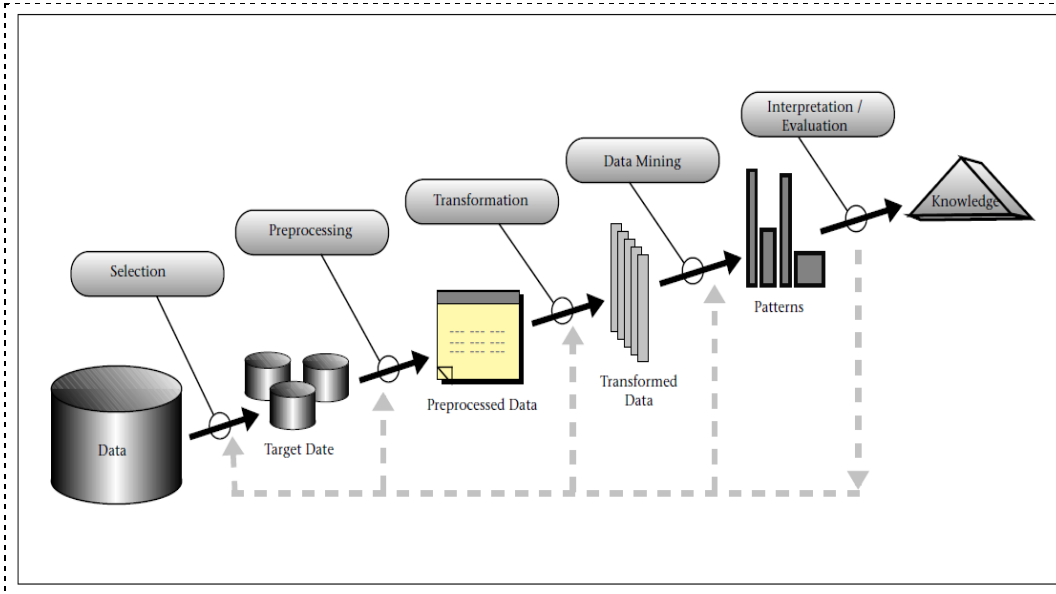 Interpretation /
Evaluation
Data Mining
Transformation
Preprocessing
Selection
Knowledge
Patterns
--- --- ---
--- --- ---
--- --- ---
Transformed
Data
Preprocessed Data
Target Date
Data